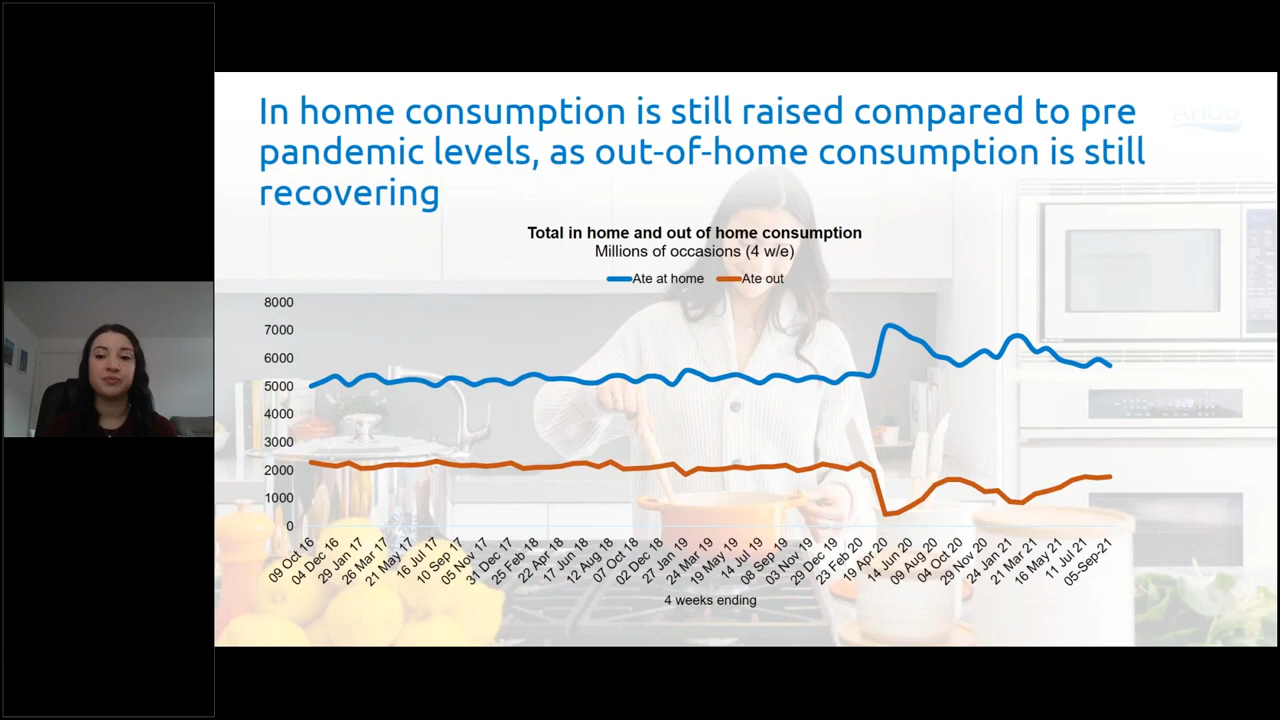 In home consumption is still raised compared to pre
pandemic levels, as out-of-home consumption is still
recovering
AHDB
Total in home and out of home consumption
Millions of occasions (4 w/e)
Ate at home
Ate out
8000
7000
6000
5000
4000
3000
2000
1000
0
09 Oct 16
04 Dec 16
29 Jan 17
26 Mar 17
21 May 17
16 Jul 17
10 Sep 17
05 Nov 17
31 Dec 17
25 Feb 18
22 Apr 18
17 Jun 18
12 Aug 18
07 Oct 18
02 Dec 18
27 Jan 19
24 Mar 19
19 May 19
14 Jul 19
08 Sep 19
03 Nov 19
29 Dec 19
23 Feb 20
19 Apr 20
14 Jun 20
09 Aug 20
04 Oct 20
29 Nov 20
24 Jan 21
21 Mar 21
16 May 21
11 Jul 21
05-Sep-21
4 weeks ending